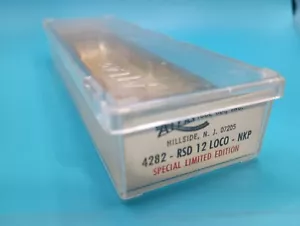 HILLSIDE, N. J. 07205
4282 - RSD 12 LOCO - NKP
SPECIAL LIMITED EDITION